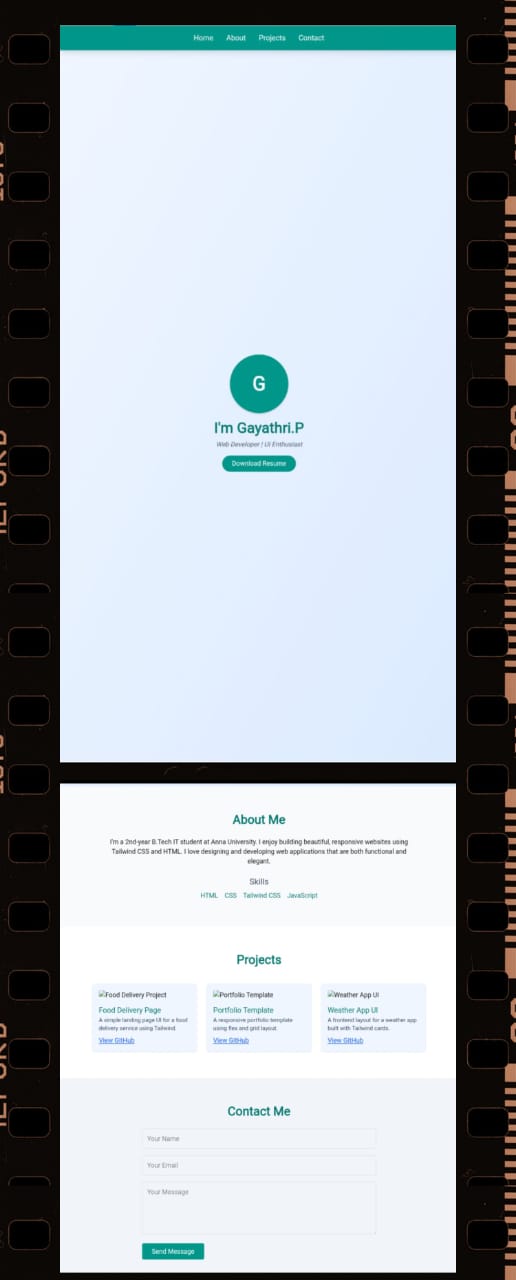 Home About Projects Contact
G
I'm Gayathri.P
Web Developer | UI Enthusiast
Download Resume
About Me
I'm a 2nd-year B.Tech IT student at Anna University. I enjoy building beautiful, responsive websites using
Tailwind CSS and HTML. I love designing and developing web applications that are both functional and
elegant.
Skills
HTML CSS Tailwind CSS JavaScript
Projects
Food Delivery Project
Food Delivery Page
A simple landing page UI for a food
delivery service using Tailwind.
View GitHub
Portfolio Template
Portfolio Template
A responsive portfolio template
using flex and grid layout.
View GitHub
Weather App UI
Weather App UI
A frontend layout for a weather app
built with Tailwind cards.
View GitHub
Contact Me
Your Name
Your Email
Your Message
Send Message